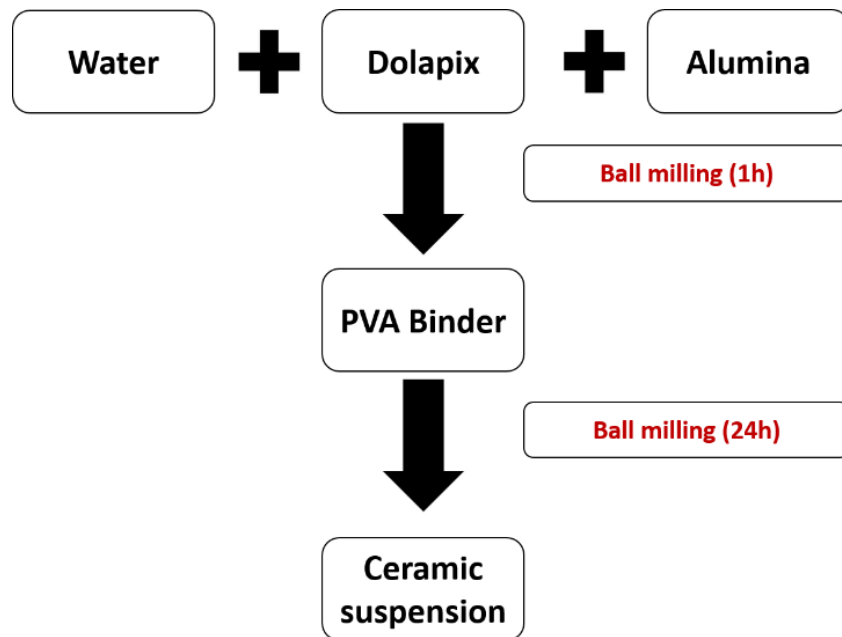 Water
Dolapix
Alumina
Ball milling (1h)
PVA Binder
Ball milling (24h)
Ceramic
suspension